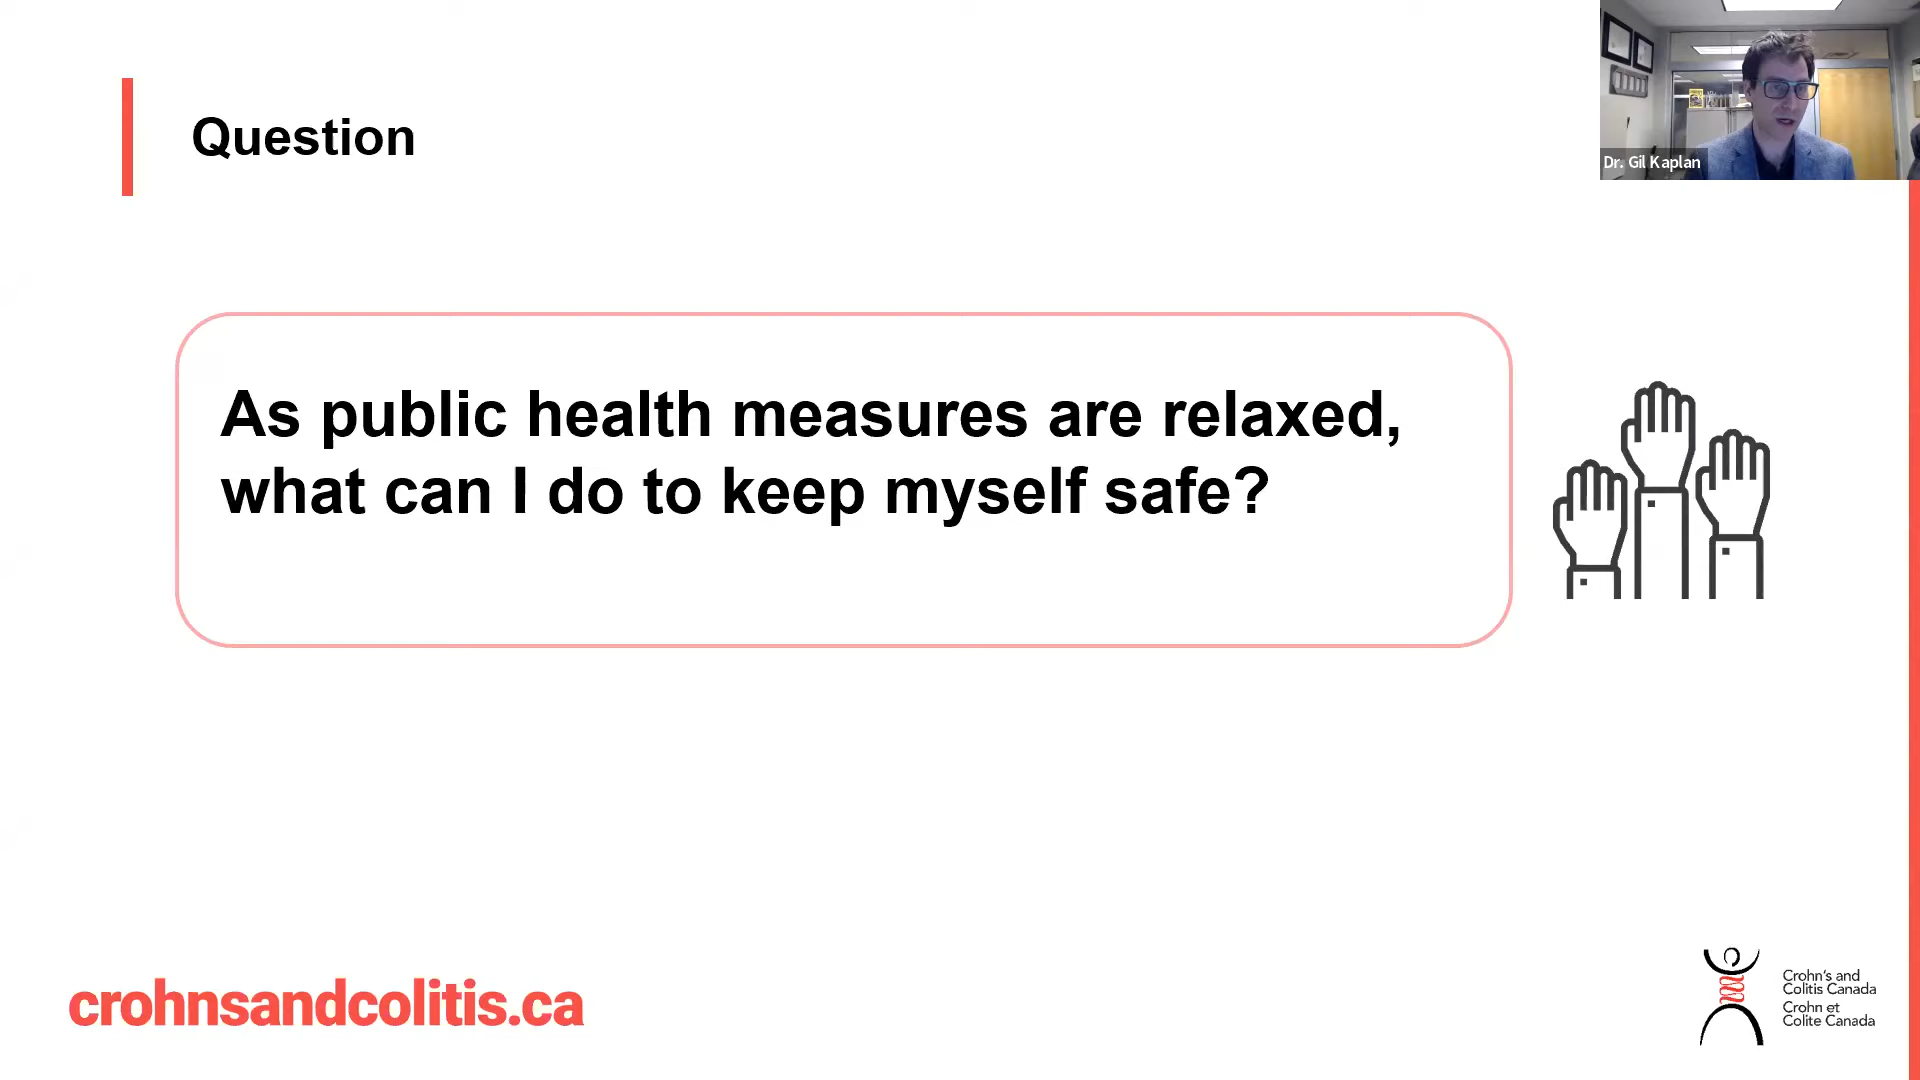 Question
Dr. Gil Kaplan
As public health measures are relaxed,
what can I do to keep myself safe?
crohnsandcolitis.ca
Crohn's and
Colitis Canada
Crohn et
Colite Canada